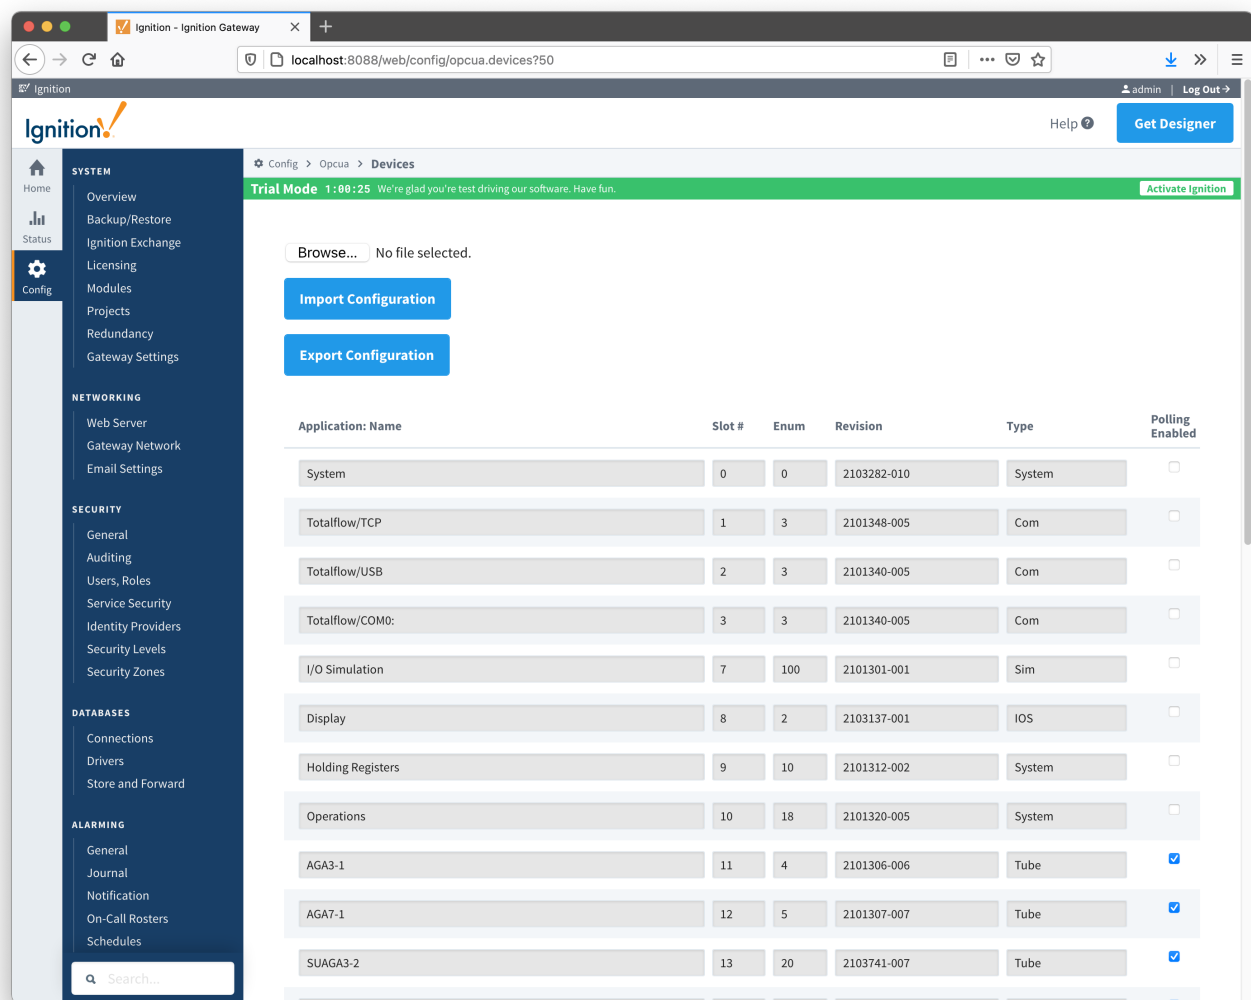 Ignition - Ignition Gateway
localhost:8088/web/config/opcua.devices?50
Ignition
admin | Log Out
Ignition!
Help
Get Designer
Home
Status
Config
SYSTEM
Overview
Backup/Restore
Ignition Exchange
Licensing
Modules
Projects
Redundancy
Gateway Settings
NETWORKING
Web Server
Gateway Network
Email Settings
SECURITY
General
Auditing
Users, Roles
Service Security
Identity Providers
Security Levels
Security Zones
DATABASES
Connections
Drivers
Store and Forward
ALARMING
General
Journal
Notification
On-Call Rosters
Schedules
Search...
Config > Opcua > Devices
Trial Mode 1:00:25 We're glad you're test driving our software. Have fun. Activate Ignition
Browse... No file selected.
Import Configuration
Export Configuration
Application: Name Slot # Enum Revision Type Polling Enabled
System 0 0 2103282-010 System
Totalflow/TCP 1 3 2101348-005 Com
Totalflow/USB 2 3 2101340-005 Com
Totalflow/COM0: 3 3 2101340-005 Com
I/O Simulation 7 100 2101301-001 Sim
Display 8 2 2103137-001 IOS
Holding Registers 9 10 2101312-002 System
Operations 10 18 2101320-005 System
AGA3-1 11 4 2101306-006 Tube
AGA7-1 12 5 2101307-007 Tube
SUAGA3-2 13 20 2103741-007 Tube